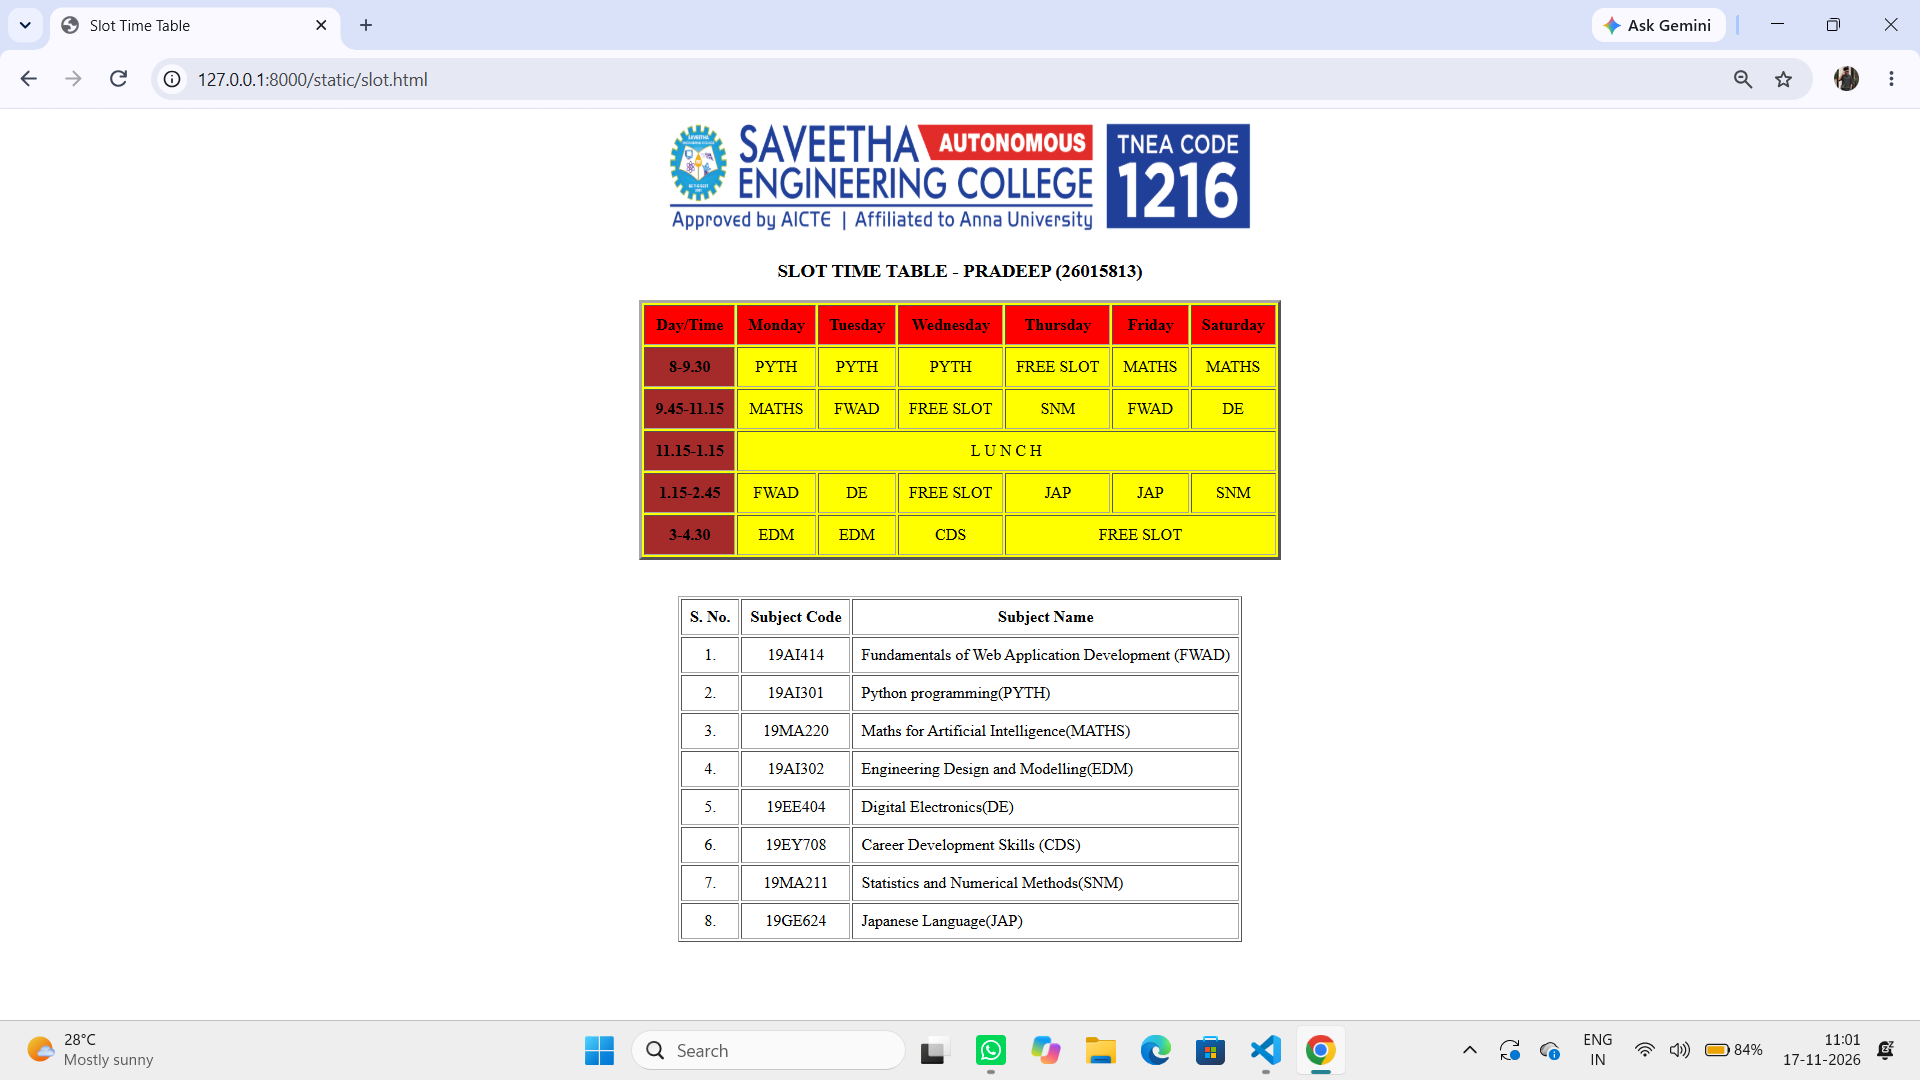 Slot Time Table
Ask Gemini
127.0.0.1:8000/static/slot.html
SAVEETHA AUTONOMOUS
ENGINEERING COLLEGE
Approved by AICTE | Affiliated to Anna University
TNEA CODE
1216
SLOT TIME TABLE - PRADEEP (26015813)
Day/Time Monday Tuesday Wednesday Thursday Friday Saturday
8-9.30 PYTH PYTH PYTH FREE SLOT MATHS MATHS
9.45-11.15 MATHS FWAD FREE SLOT SNM FWAD DE
11.15-1.15 L U N C H
1.15-2.45 FWAD DE FREE SLOT JAP JAP SNM
3-4.30 EDM EDM CDS FREE SLOT
S. No. Subject Code Subject Name
1. 19AI414 Fundamentals of Web Application Development (FWAD)
2. 19AI301 Python programming(PYTH)
3. 19MA220 Maths for Artificial Intelligence(MATHS)
4. 19AI302 Engineering Design and Modelling(EDM)
5. 19EE404 Digital Electronics(DE)
6. 19EY708 Career Development Skills (CDS)
7. 19MA211 Statistics and Numerical Methods(SNM)
8. 19GE624 Japanese Language(JAP)
28°C
Mostly sunny
Search
ENG
IN
84%
11:01
17-11-2026